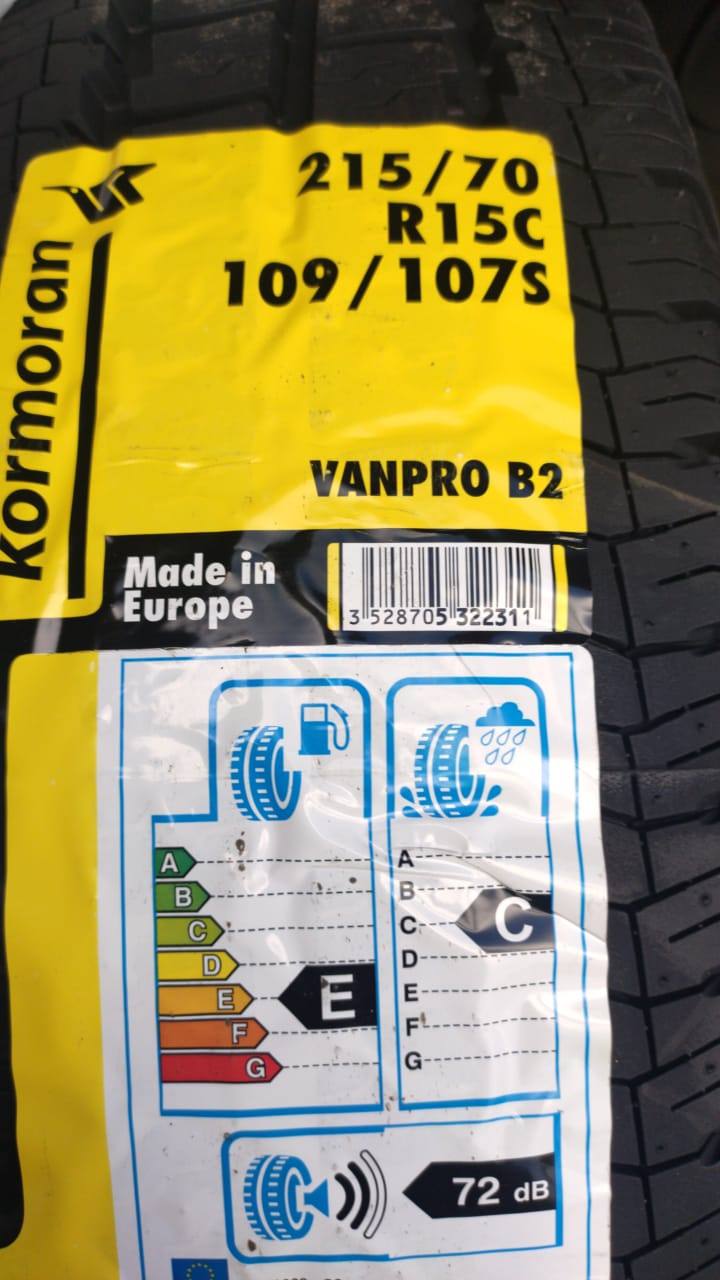 215/70
R15C
109/107S
kormoran
VANPRO B2
Made in
Europe
3 528705 322311
A
B
C
D
E
F
G
E
A
B
C
D
E
F
G
C
72 dB